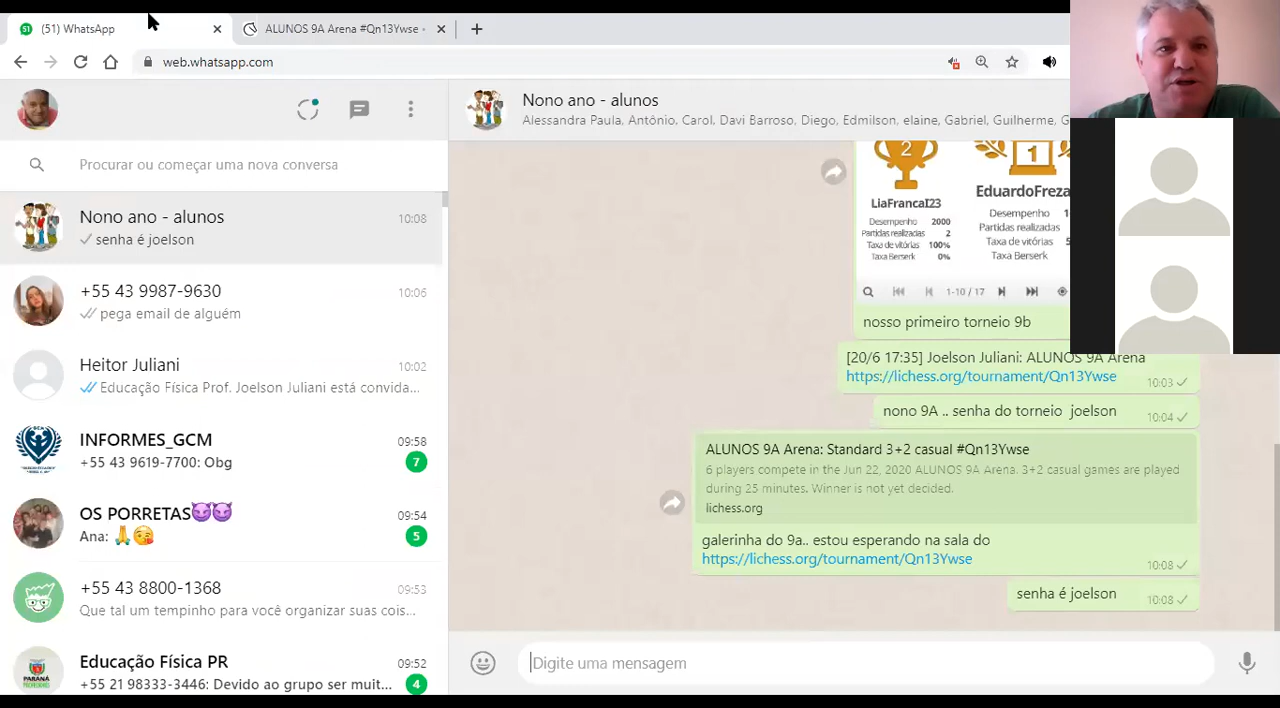 51 (51) WhatsApp
ALUNOS 9A Arena #Qn13Ywse
web.whatsapp.com
Procurar ou começar uma nova conversa
Nono ano - alunos
10:08
senha é joelson
+55 43 9987-9630
10:06
pega email de alguém
Heitor Juliani
10:02
Educação Física Prof. Joelson Juliani está convida...
INFORMES_GCM
09:58
+55 43 9619-7700: Obg
7
OS PORRETAS😈😈
09:54
Ana: 🙏😘
5
+55 43 8800-1368
09:53
Que tal um tempinho para você organizar suas cois...
Educação Física PR
09:52
+55 21 98333-3446: Devido ao grupo ser muit...
4
Nono ano - alunos
Alessandra Paula, Antônio, Carol, Davi Barroso, Diego, Edmilson, elaine, Gabriel, Guilherme, G
2
1
LiaFrancaI23
EduardoFreza
Desempenho 2000
Partidas realizadas 2
Taxa de vitórias 100%
Taxa Berserk 0%
Desempenho 1
Partidas realizadas
Taxa de vitórias 5
Taxa Berserk
1-10 / 17
nosso primeiro torneio 9b
[20/6 17:35] Joelson Juliani: ALUNOS 9A Arena
https://lichess.org/tournament/Qn13Ywse
10:03
nono 9A .. senha do torneio joelson
10:04
ALUNOS 9A Arena: Standard 3+2 casual #Qn13Ywse
6 players compete in the Jun 22, 2020 ALUNOS 9A Arena. 3+2 casual games are played
during 25 minutes. Winner is not yet decided.
lichess.org
galerinha do 9a.. estou esperando na sala do
https://lichess.org/tournament/Qn13Ywse
10:08
senha é joelson
10:08
Digite uma mensagem